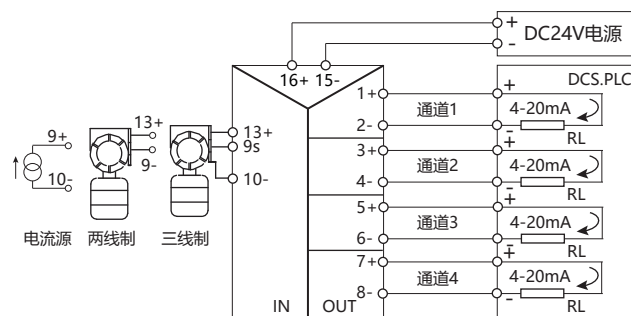 +
DC24V电源
-
16+ 15-
DCS.PLC
1+ 通道1 + 4-20mA
2- - RL
13+
9+
13+
9s
9-
10-
10-
3+ 通道2 + 4-20mA
4- - RL
5+ 通道3 + 4-20mA
6- - RL
7+ 通道4 + 4-20mA
8- - RL
电流源 两线制 三线制
IN OUT